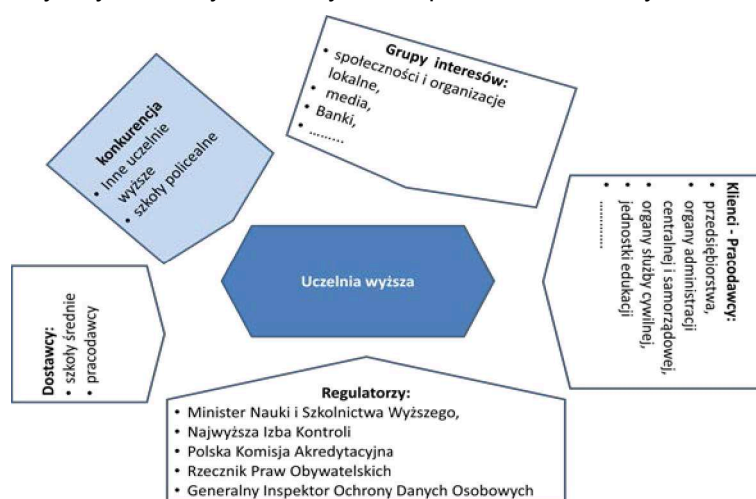 Grupy interesów:
• społeczności i organizacje
lokalne,
• media,
• Banki,
• .........
konkurencja
• Inne uczelnie
wyższe
• szkoły policealne
Klienci - Pracodawcy:
• przedsiębiorstwa,
• organy administracji
centralnej i samorządowej,
• organy służby cywilnej,
• jednostki edukacji
• ............
Uczelnia wyższa
Dostawcy:
• szkoły średnie
• pracodawcy
Regulatorzy:
• Minister Nauki i Szkolnictwa Wyższego,
• Najwyższa Izba Kontroli
• Polska Komisja Akredytacyjna
• Rzecznik Praw Obywatelskich
• Generalny Inspektor Ochrony Danych Osobowych